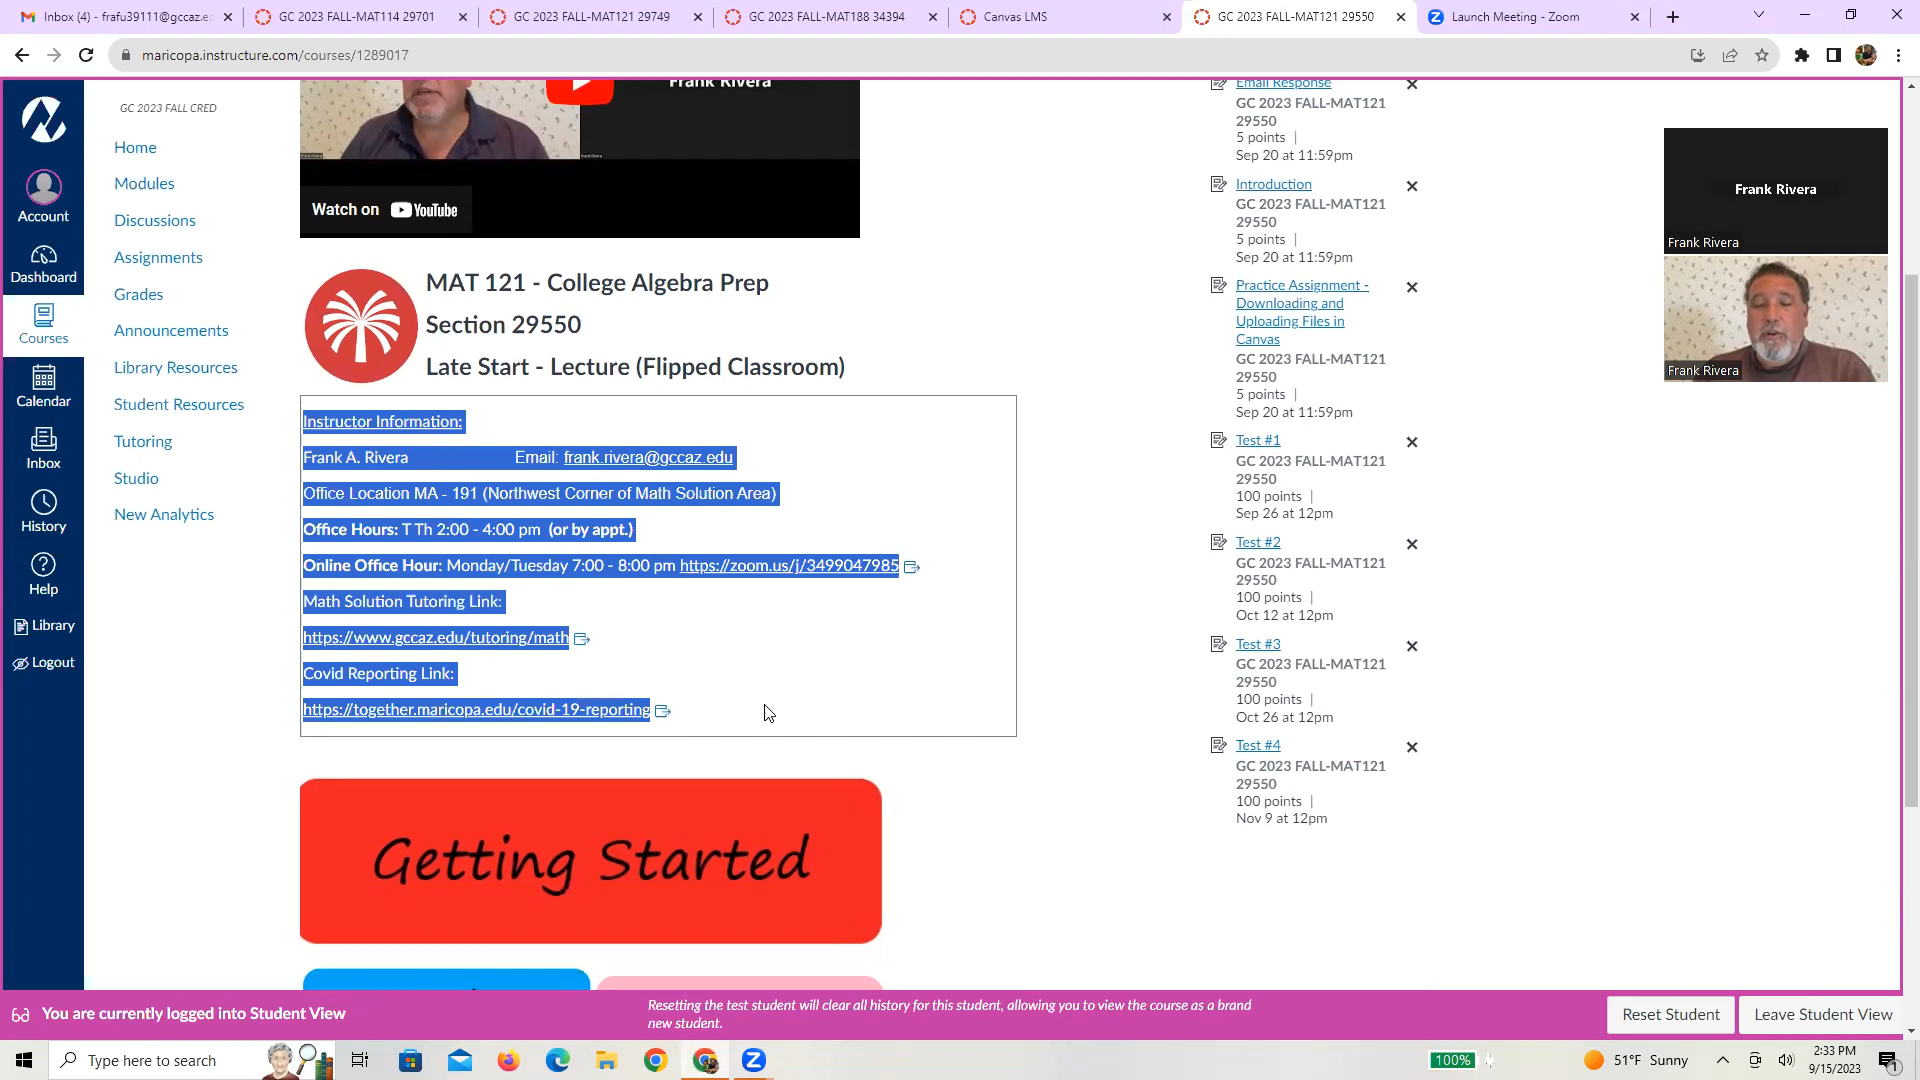 Inbox (4) - frafu39111@gccaz.e
GC 2023 FALL-MAT114 29701
GC 2023 FALL-MAT121 29749
GC 2023 FALL-MAT188 34394
Canvas LMS
GC 2023 FALL-MAT121 29550
Launch Meeting - Zoom
maricopa.instructure.com/courses/1289017
Account
Dashboard
Courses
Calendar
Inbox
History
Help
Library
Logout
GC 2023 FALL CRED
Home
Modules
Discussions
Assignments
Grades
Announcements
Library Resources
Student Resources
Tutoring
Studio
New Analytics
Frank Rivera
Watch on YouTube
MAT 121 - College Algebra Prep
Section 29550
Late Start - Lecture (Flipped Classroom)
Instructor Information:
Frank A. Rivera Email: frank.rivera@gccaz.edu
Office Location MA - 191 (Northwest Corner of Math Solution Area)
Office Hours: T Th 2:00 - 4:00 pm (or by appt.)
Online Office Hour: Monday/Tuesday 7:00 - 8:00 pm https://zoom.us/j/3499047985
Math Solution Tutoring Link:
https://www.gccaz.edu/tutoring/math
Covid Reporting Link:
https://together.maricopa.edu/covid-19-reporting
Getting Started
Email Response
GC 2023 FALL-MAT121
29550
5 points |
Sep 20 at 11:59pm
Introduction
GC 2023 FALL-MAT121
29550
5 points |
Sep 20 at 11:59pm
Practice Assignment -
Downloading and
Uploading Files in
Canvas
GC 2023 FALL-MAT121
29550
5 points |
Sep 20 at 11:59pm
Test #1
GC 2023 FALL-MAT121
29550
100 points |
Sep 26 at 12pm
Test #2
GC 2023 FALL-MAT121
29550
100 points |
Oct 12 at 12pm
Test #3
GC 2023 FALL-MAT121
29550
100 points |
Oct 26 at 12pm
Test #4
GC 2023 FALL-MAT121
29550
100 points |
Nov 9 at 12pm
Frank Rivera
Frank Rivera
Frank Rivera
You are currently logged into Student View
Resetting the test student will clear all history for this student, allowing you to view the course as a brand
new student.
Reset Student
Leave Student View
Type here to search
100%
51°F Sunny
2:33 PM
9/15/2023
1